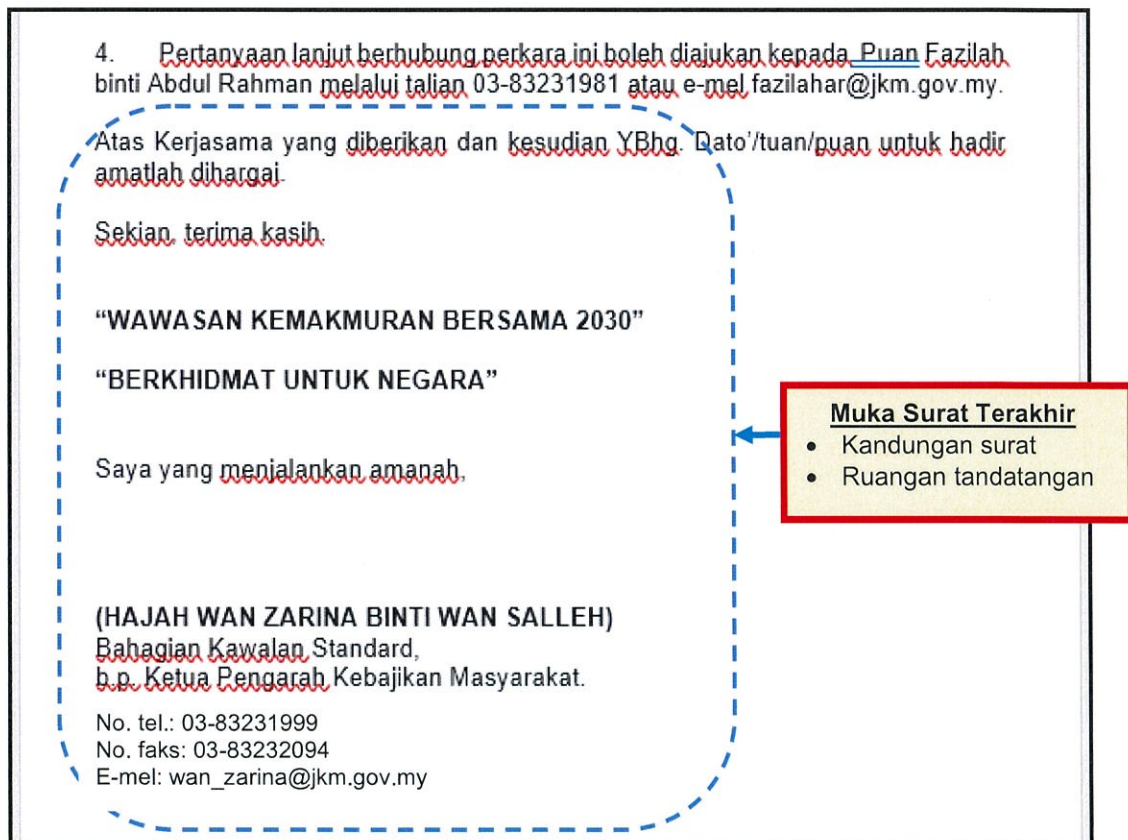 4. Pertanyaan lanjut berhubung perkara ini boleh diajukan kepada Puan Fazilah
binti Abdul Rahman melalui talian 03-83231981 atau e-mel fazilahar@jkm.gov.my.
Atas Kerjasama yang diberikan dan kesudian YBhg. Dato'/tuan/puan untuk hadir
amatlah dihargai.
Sekian, terima kasih.
“WAWASAN KEMAKMURAN BERSAMA 2030”
“BERKHIDMAT UNTUK NEGARA”
Saya yang menjalankan amanah,
(HAJAH WAN ZARINA BINTI WAN SALLEH)
Bahagian Kawalan Standard,
b.p. Ketua Pengarah Kebajikan Masyarakat.
No. tel.: 03-83231999
No. faks: 03-83232094
E-mel: wan_zarina@jkm.gov.my
Muka Surat Terakhir
• Kandungan surat
• Ruangan tandatangan